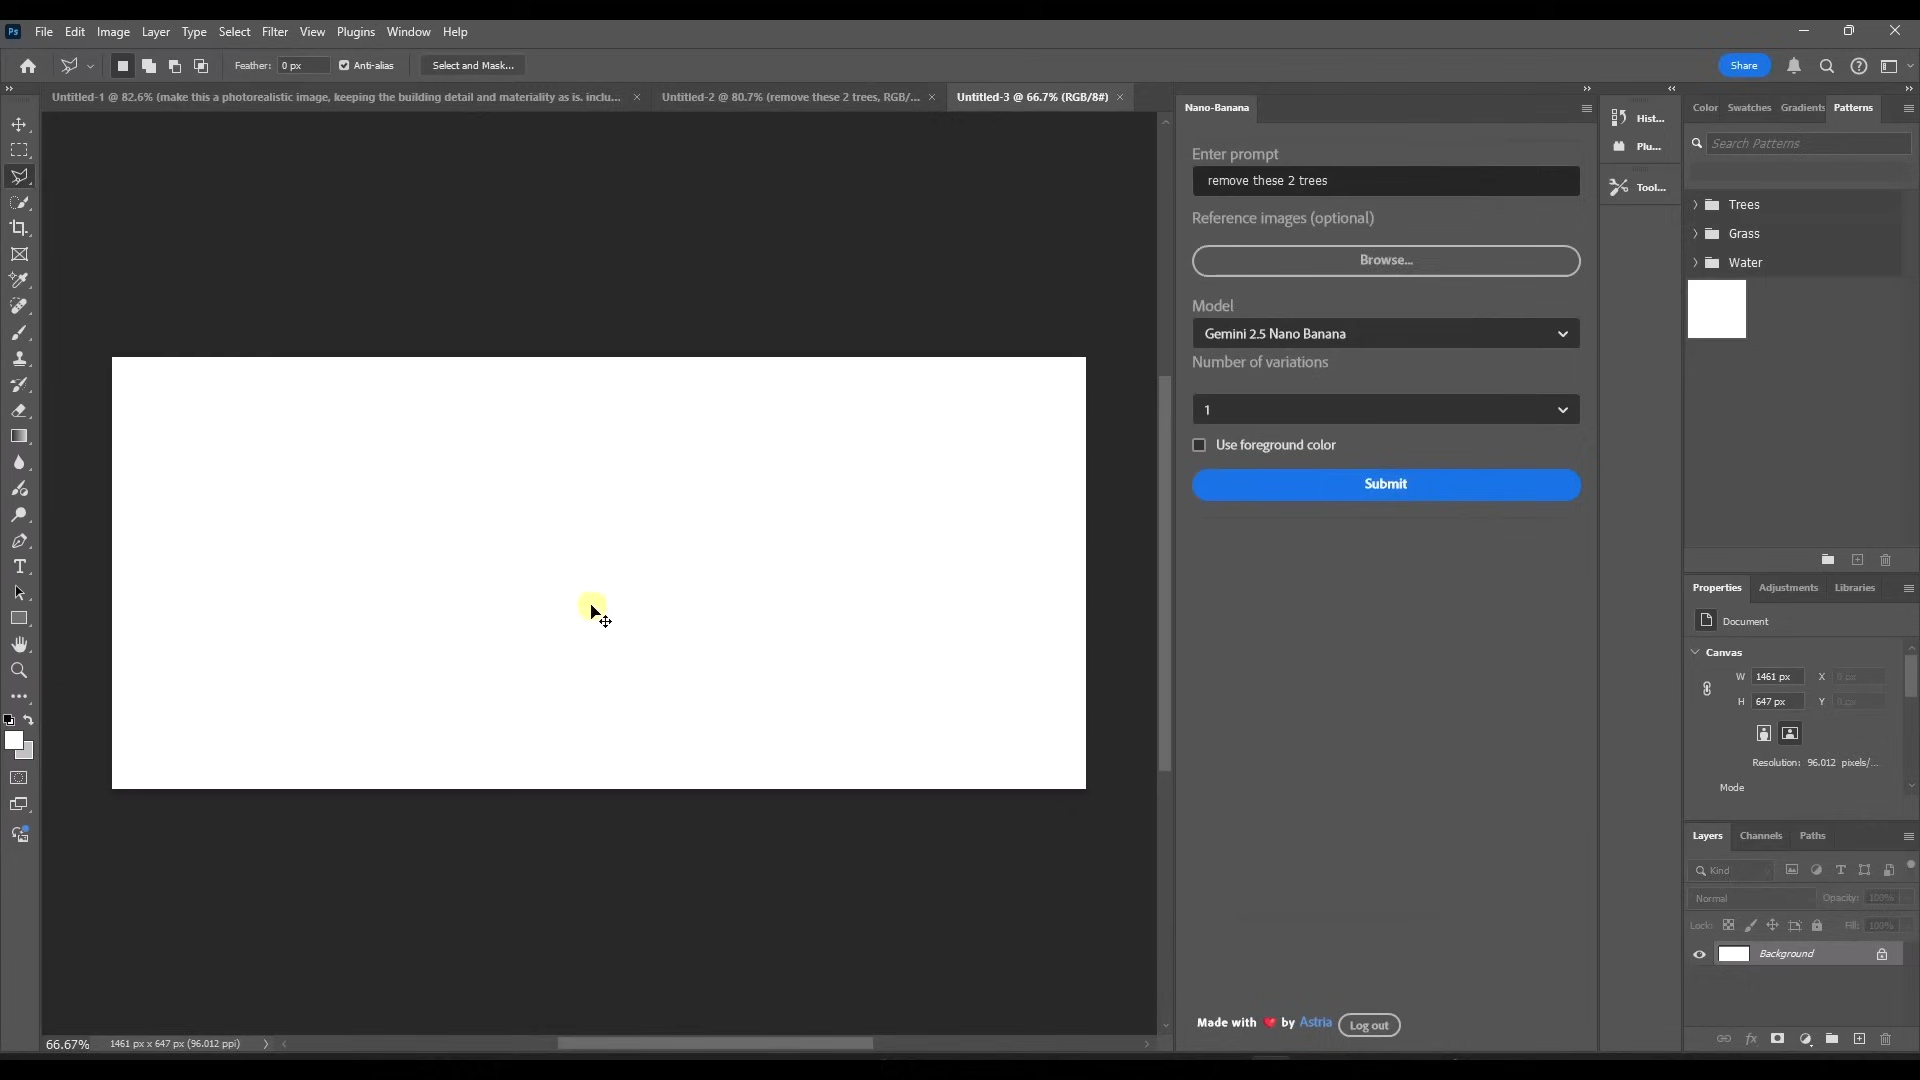 Ps File Edit Image Layer Type Select Filter Plugins View Window Help
Feather: 0 px Anti-alias Select and Mask... Share
Untitled-1 @ 82.6% (make this a photorealistic image, keeping the building detail and materiality as is. inclu... Untitled-2 @ 80.7% (remove these 2 trees, RGB/... Untitled-3 @ 66.7% (RGB/8#)
Nano-Banana
Enter prompt
remove these 2 trees
Reference images (optional)
Browse...
Model
Gemini 2.5 Nano Banana
Number of variations
1
Use foreground color
Submit
Made with by Astria Log out
Hist...
Plu...
Tool...
Color Swatches Gradients Patterns
Search Patterns
Trees
Grass
Water
Properties Adjustments Libraries
Document
Canvas
W 1461 px X 0 px
H 647 px Y 0 px
Resolution: 96.012 pixels/...
Mode
Layers Channels Paths
Kind
Normal Opacity: 100%
Lock: Fill: 100%
Background
66.67% 1461 px x 647 px (96.012 ppi)